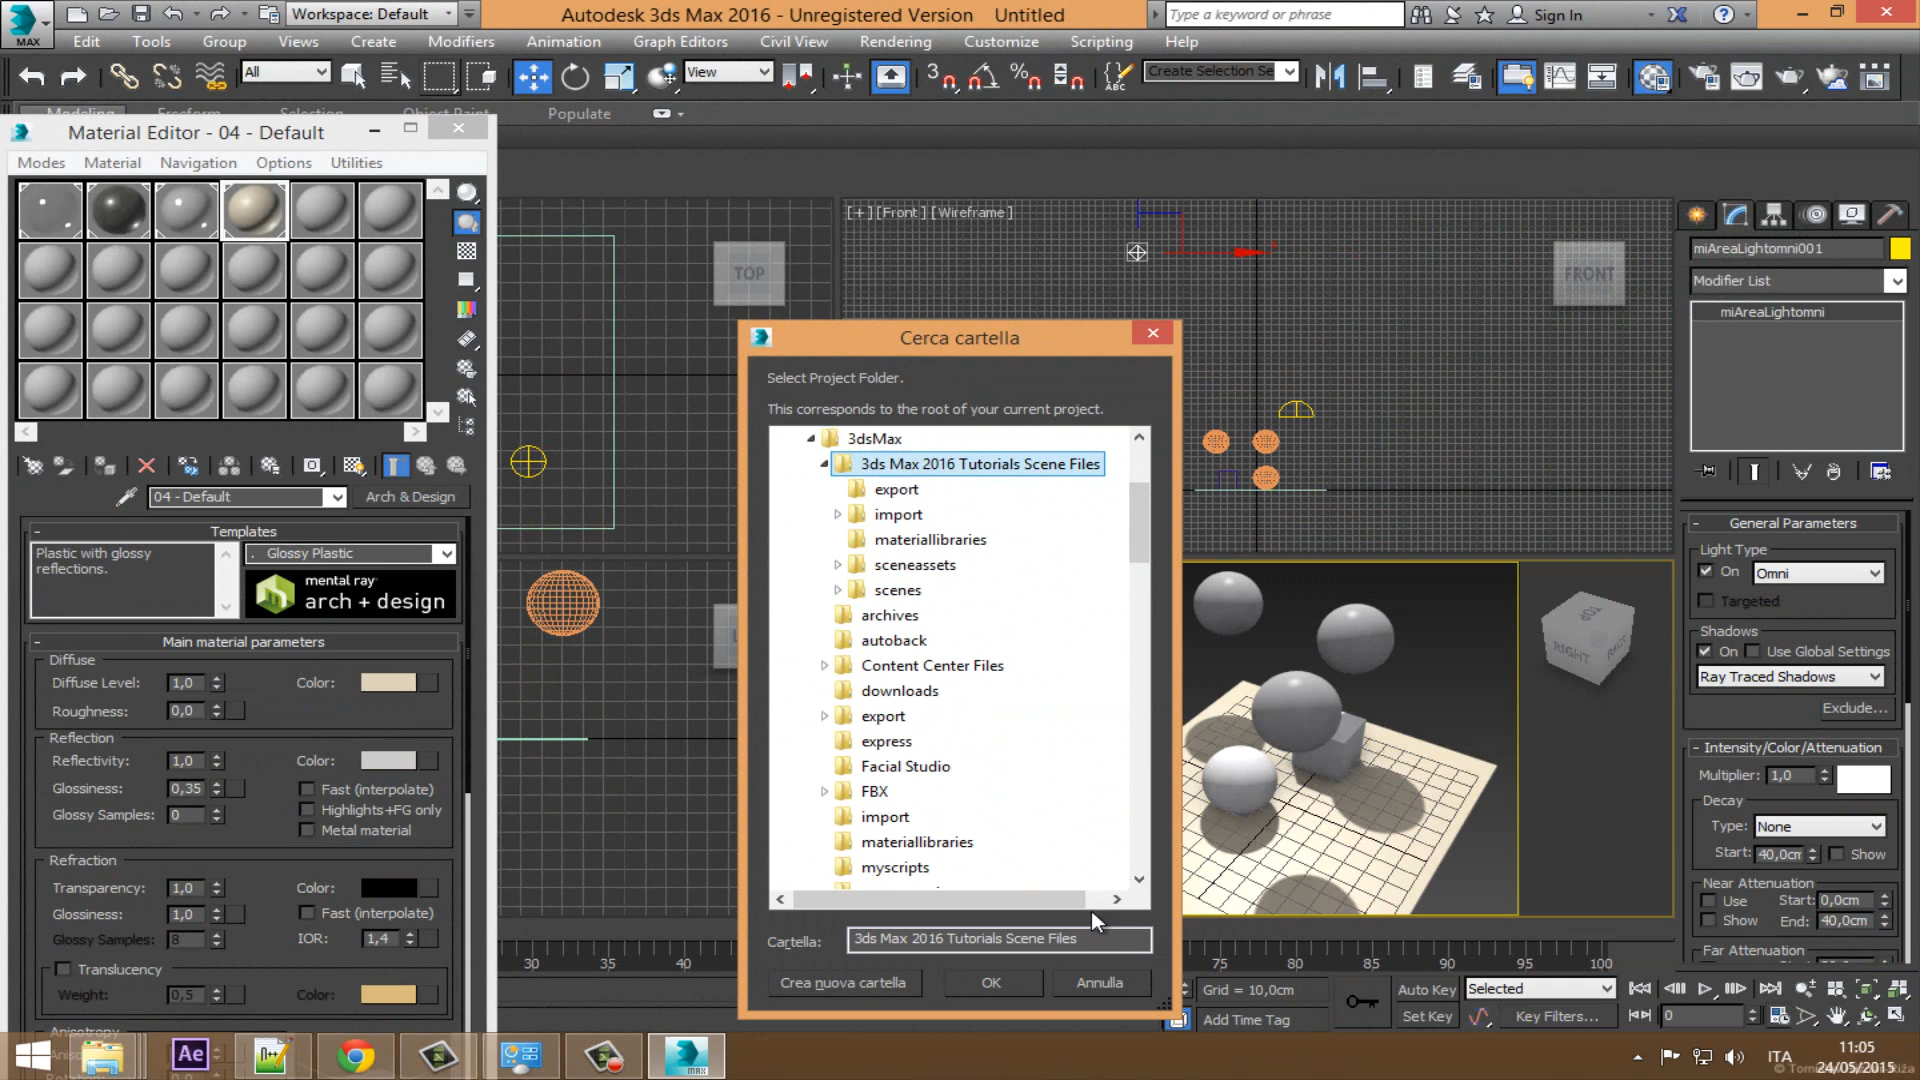 MAX
Workspace: Default
Autodesk 3ds Max 2016 - Unregistered Version Untitled
Type a keyword or phrase
Sign In
Edit Tools Group Views Create Modifiers Animation Graph Editors Civil View Rendering Customize Scripting Help
All
View
3
ABC
Create Selection Se
Modeling Freeform Selection Object Paint Populate
Material Editor - 04 - Default
Modes Material Navigation Options Utilities
04 - Default
Arch & Design
Templates
Plastic with glossy
reflections.
. Glossy Plastic
mental ray
arch + design
Main material parameters
Diffuse
Diffuse Level: 1,0 Color:
Roughness: 0,0
Reflection
Reflectivity: 1,0 Color:
Glossiness: 0,35 Fast (interpolate)
Highlights+FG only
Glossy Samples: 0
Metal material
Refraction
Transparency: 1,0 Color:
Glossiness: 1,0 Fast (interpolate)
Glossy Samples: 8 IOR: 1,4
Translucency
Weight: 0,5 Color:
Anisotropy
TOP
[+][Front][Wireframe]
FRONT
TOP
RIGHT
Cerca cartella
Select Project Folder.
This corresponds to the root of your current project.
3dsMax
3ds Max 2016 Tutorials Scene Files
export
import
materiallibraries
sceneassets
scenes
archives
autoback
Content Center Files
downloads
export
express
Facial Studio
FBX
import
materiallibraries
myscripts
Cartella: 3ds Max 2016 Tutorials Scene Files
Crea nuova cartella OK Annulla
miAreaLightomni001
Modifier List
miAreaLightomni
General Parameters
Light Type
On Omni
Targeted
Shadows
On Use Global Settings
Ray Traced Shadows
Exclude...
Intensity/Color/Attenuation
Multiplier: 1,0
Decay
Type: None
Start: 40,0cm Show
Near Attenuation
Use Start: 0,0cm
Show End: 40,0cm
Far Attenuation
30 35 40 75 80 85 90 95 100
Grid = 10,0cm
Auto Key Selected
Add Time Tag
Set Key Key Filters...
0
Ae
MAX
ITA
11:05
24/05/2015